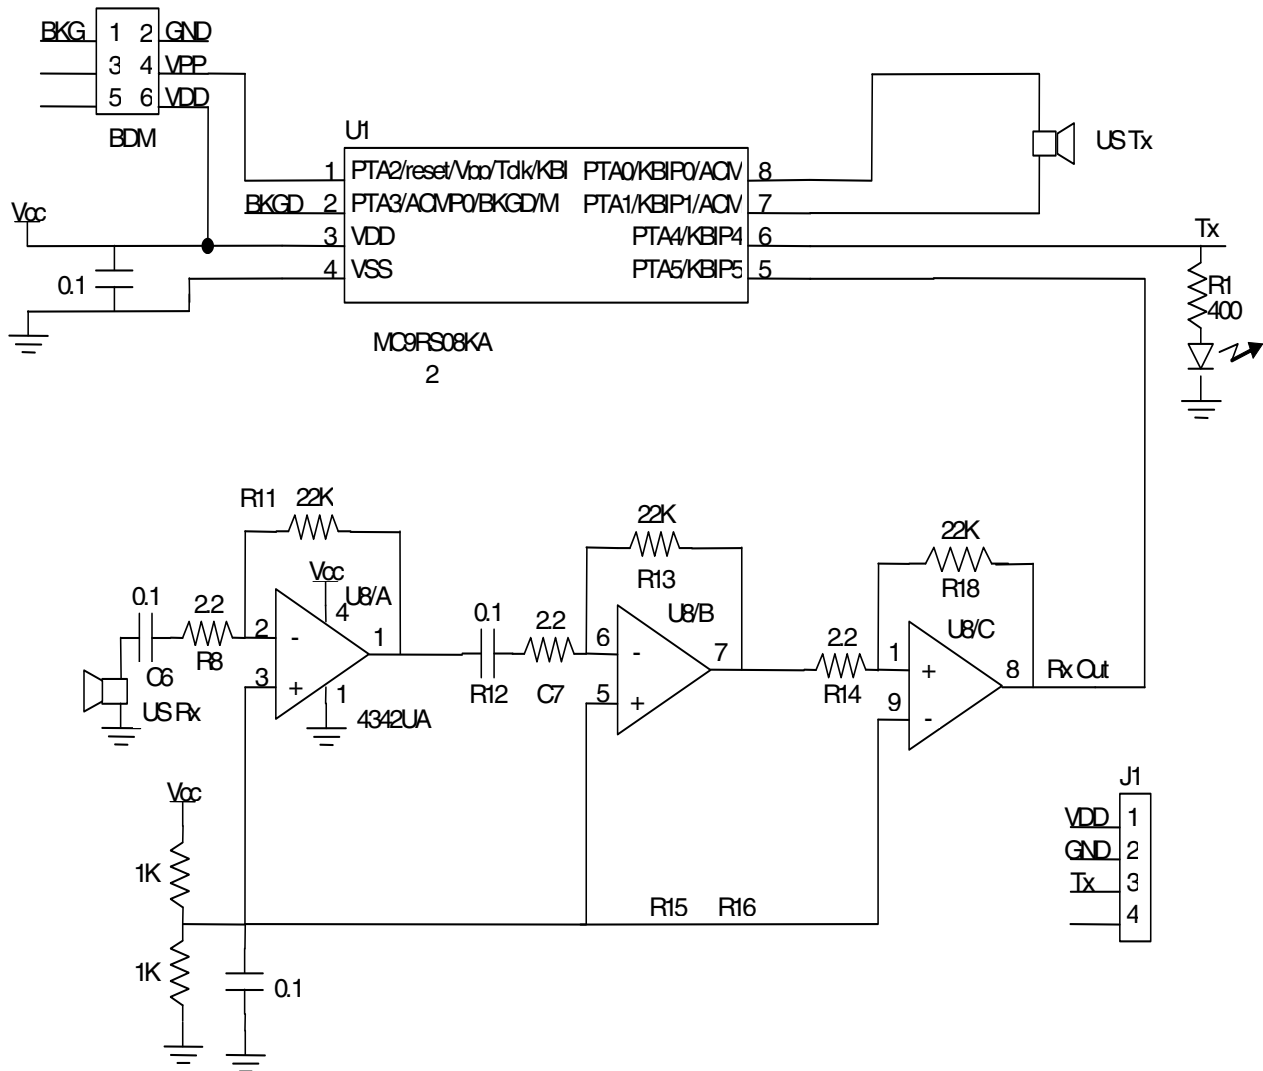 BKG 1 2 GND
3 4 VPP
5 6 VDD
BDM
U1
1 PTA2/reset/Vpp/Tclk/KBI PTA0/KBIP0/ACM 8
BKGD 2 PTA3/ACMP0/BKGD/M PTA1/KBIP1/ACM 7
3 VDD PTA4/KBIP4 6
4 VSS PTA5/KBIP5 5
MC9RS08KA
2
US Tx
Vcc
0.1
Tx
R1
400
R11 22K
Vcc
U8/A
4
0.1
2.2
2 -
1
3 +
1
C6
R8
US Rx
4342UA
22K
R13
U8/B
0.1
2.2
6 -
7
5 +
R12
C7
22K
R18
U8/C
2.2
1 +
8
9 -
R14
Rx Out
Vcc
1K
1K
0.1
R15 R16
J1
VDD 1
GND 2
Tx 3
4